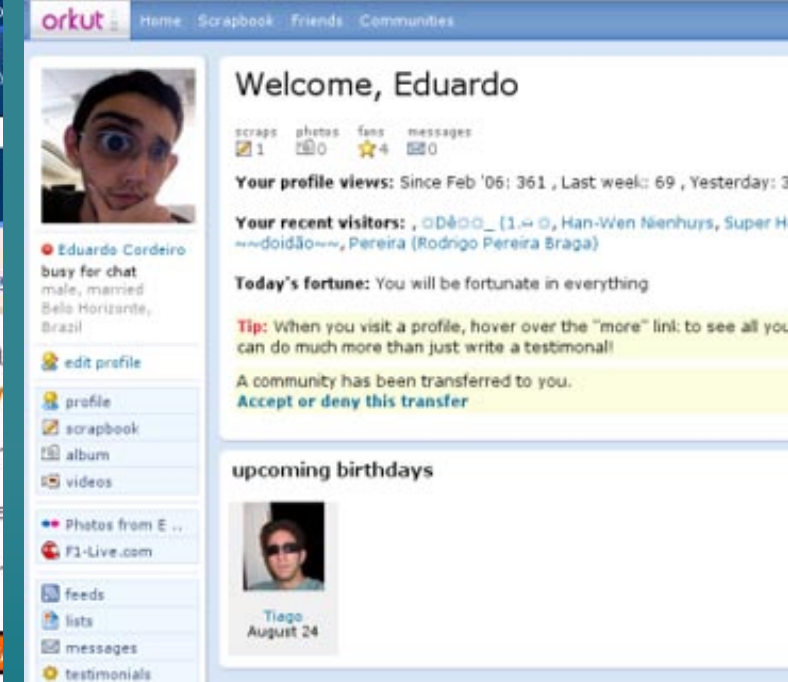 orkut Home Scrapbook Friends Communities
Eduardo Cordeiro
busy for chat
male, married
Belo Horizonte,
Brazil
edit profile
profile
scrapbook
album
videos
Photos from E ..
F1-Live.com
feeds
lists
messages
testimonials
Welcome, Eduardo
scraps photos fans messages
1 0 4 0
Your profile views: Since Feb '06: 361 , Last week: 69 , Yesterday: 3
Your recent visitors: , Han-Wen Nienhuys, Super H
~~doidão~~, Pereira (Rodrigo Pereira Braga)
Today's fortune: You will be fortunate in everything
Tip: When you visit a profile, hover over the "more" link to see all you
can do much more than just write a testimonal!
A community has been transferred to you.
Accept or deny this transfer
upcoming birthdays
Tiago
August 24